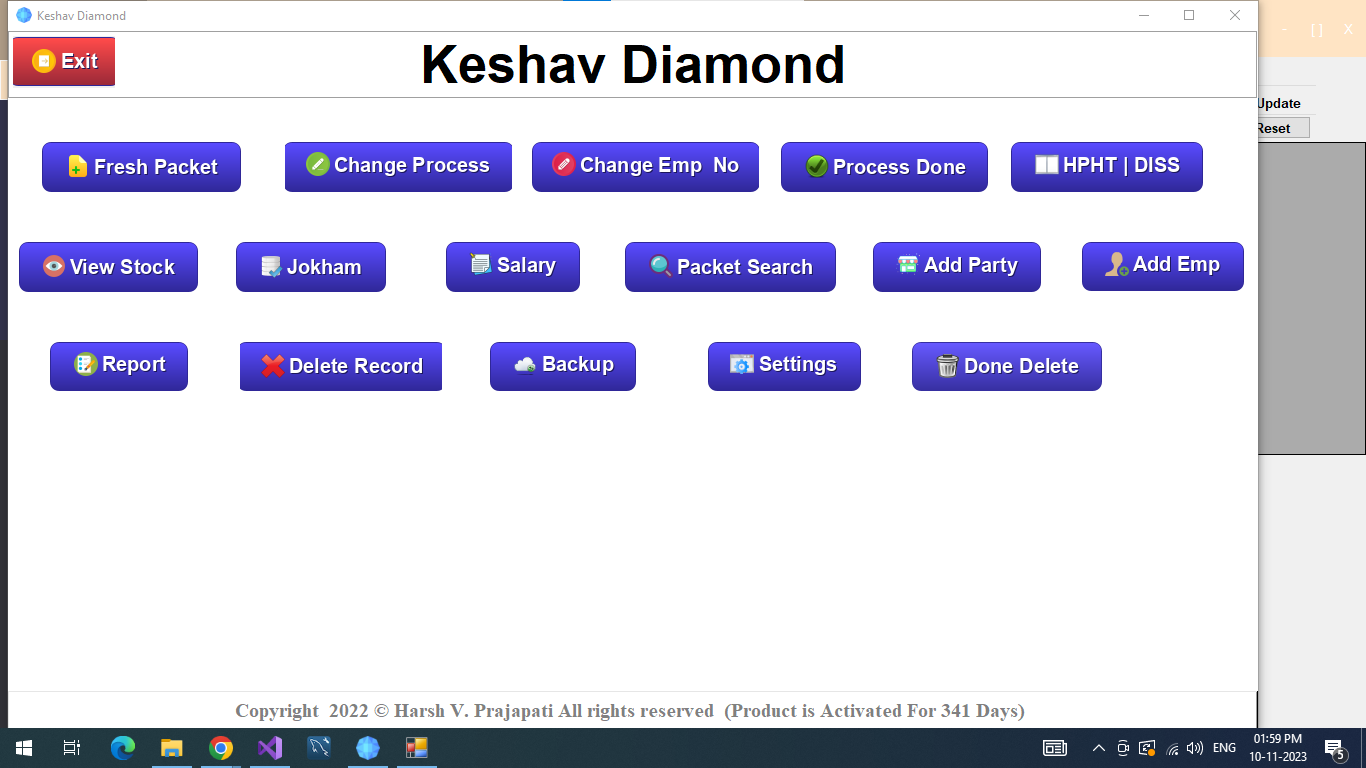 Keshav Diamond
Exit
Keshav Diamond
- [ ] X
Update
Reset
Fresh Packet
Change Process
Change Emp  No
Process Done
HPHT | DISS
View Stock
Jokham
Salary
Packet Search
Add Party
Add Emp
Report
Delete Record
Backup
Settings
Done Delete
Copyright  2022 © Harsh V. Prajapati All rights reserved  (Product is Activated For 341 Days)
ENG
01:59 PM
10-11-2023
5